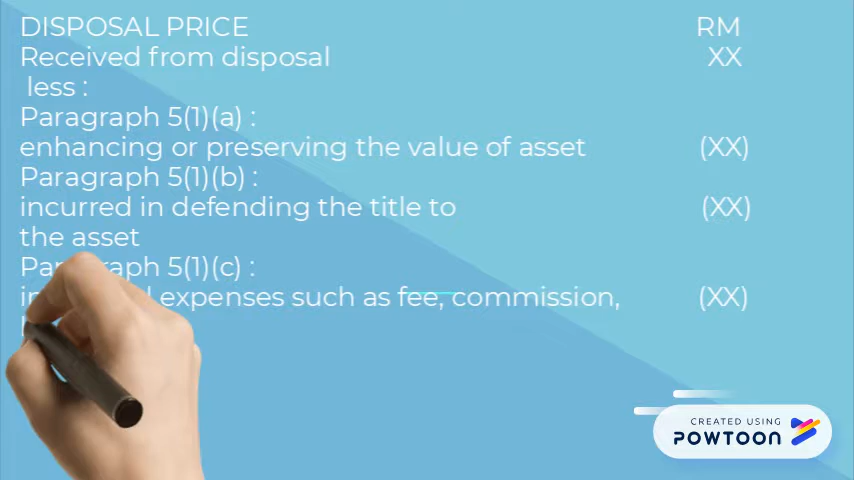 DISPOSAL PRICE RM
Received from disposal XX
less :
Paragraph 5(1)(a) :
enhancing or preserving the value of asset (XX)
Paragraph 5(1)(b) :
incurred in defending the title to (XX)
the asset
5(1)(c) :
expenses such as fee, commission, (XX)
CREATED USING
POWTOON